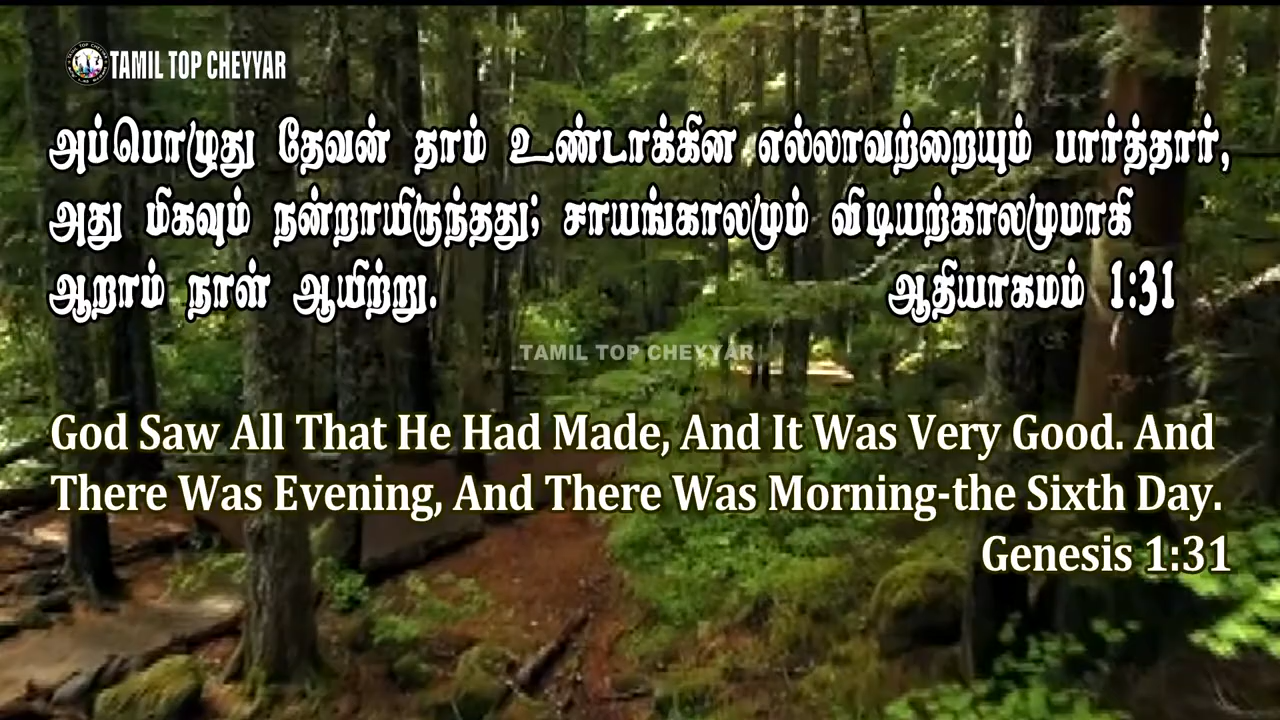 TAMIL TOP CHEYYAR
அப்பொழுது தேவன் தாம் உண்டாக்கின எல்லாவற்றையும் பார்த்தார்,
அது மிகவும் நன்றாயிருந்தது; சாயங்காலமும் விடியற்காலமுமாகி
ஆறாம் நாள் ஆயிற்று. ஆதியாகமம் 1:31
TAMIL TOP CHEYYAR
God Saw All That He Had Made, And It Was Very Good. And
There Was Evening, And There Was Morning-the Sixth Day.
Genesis 1:31